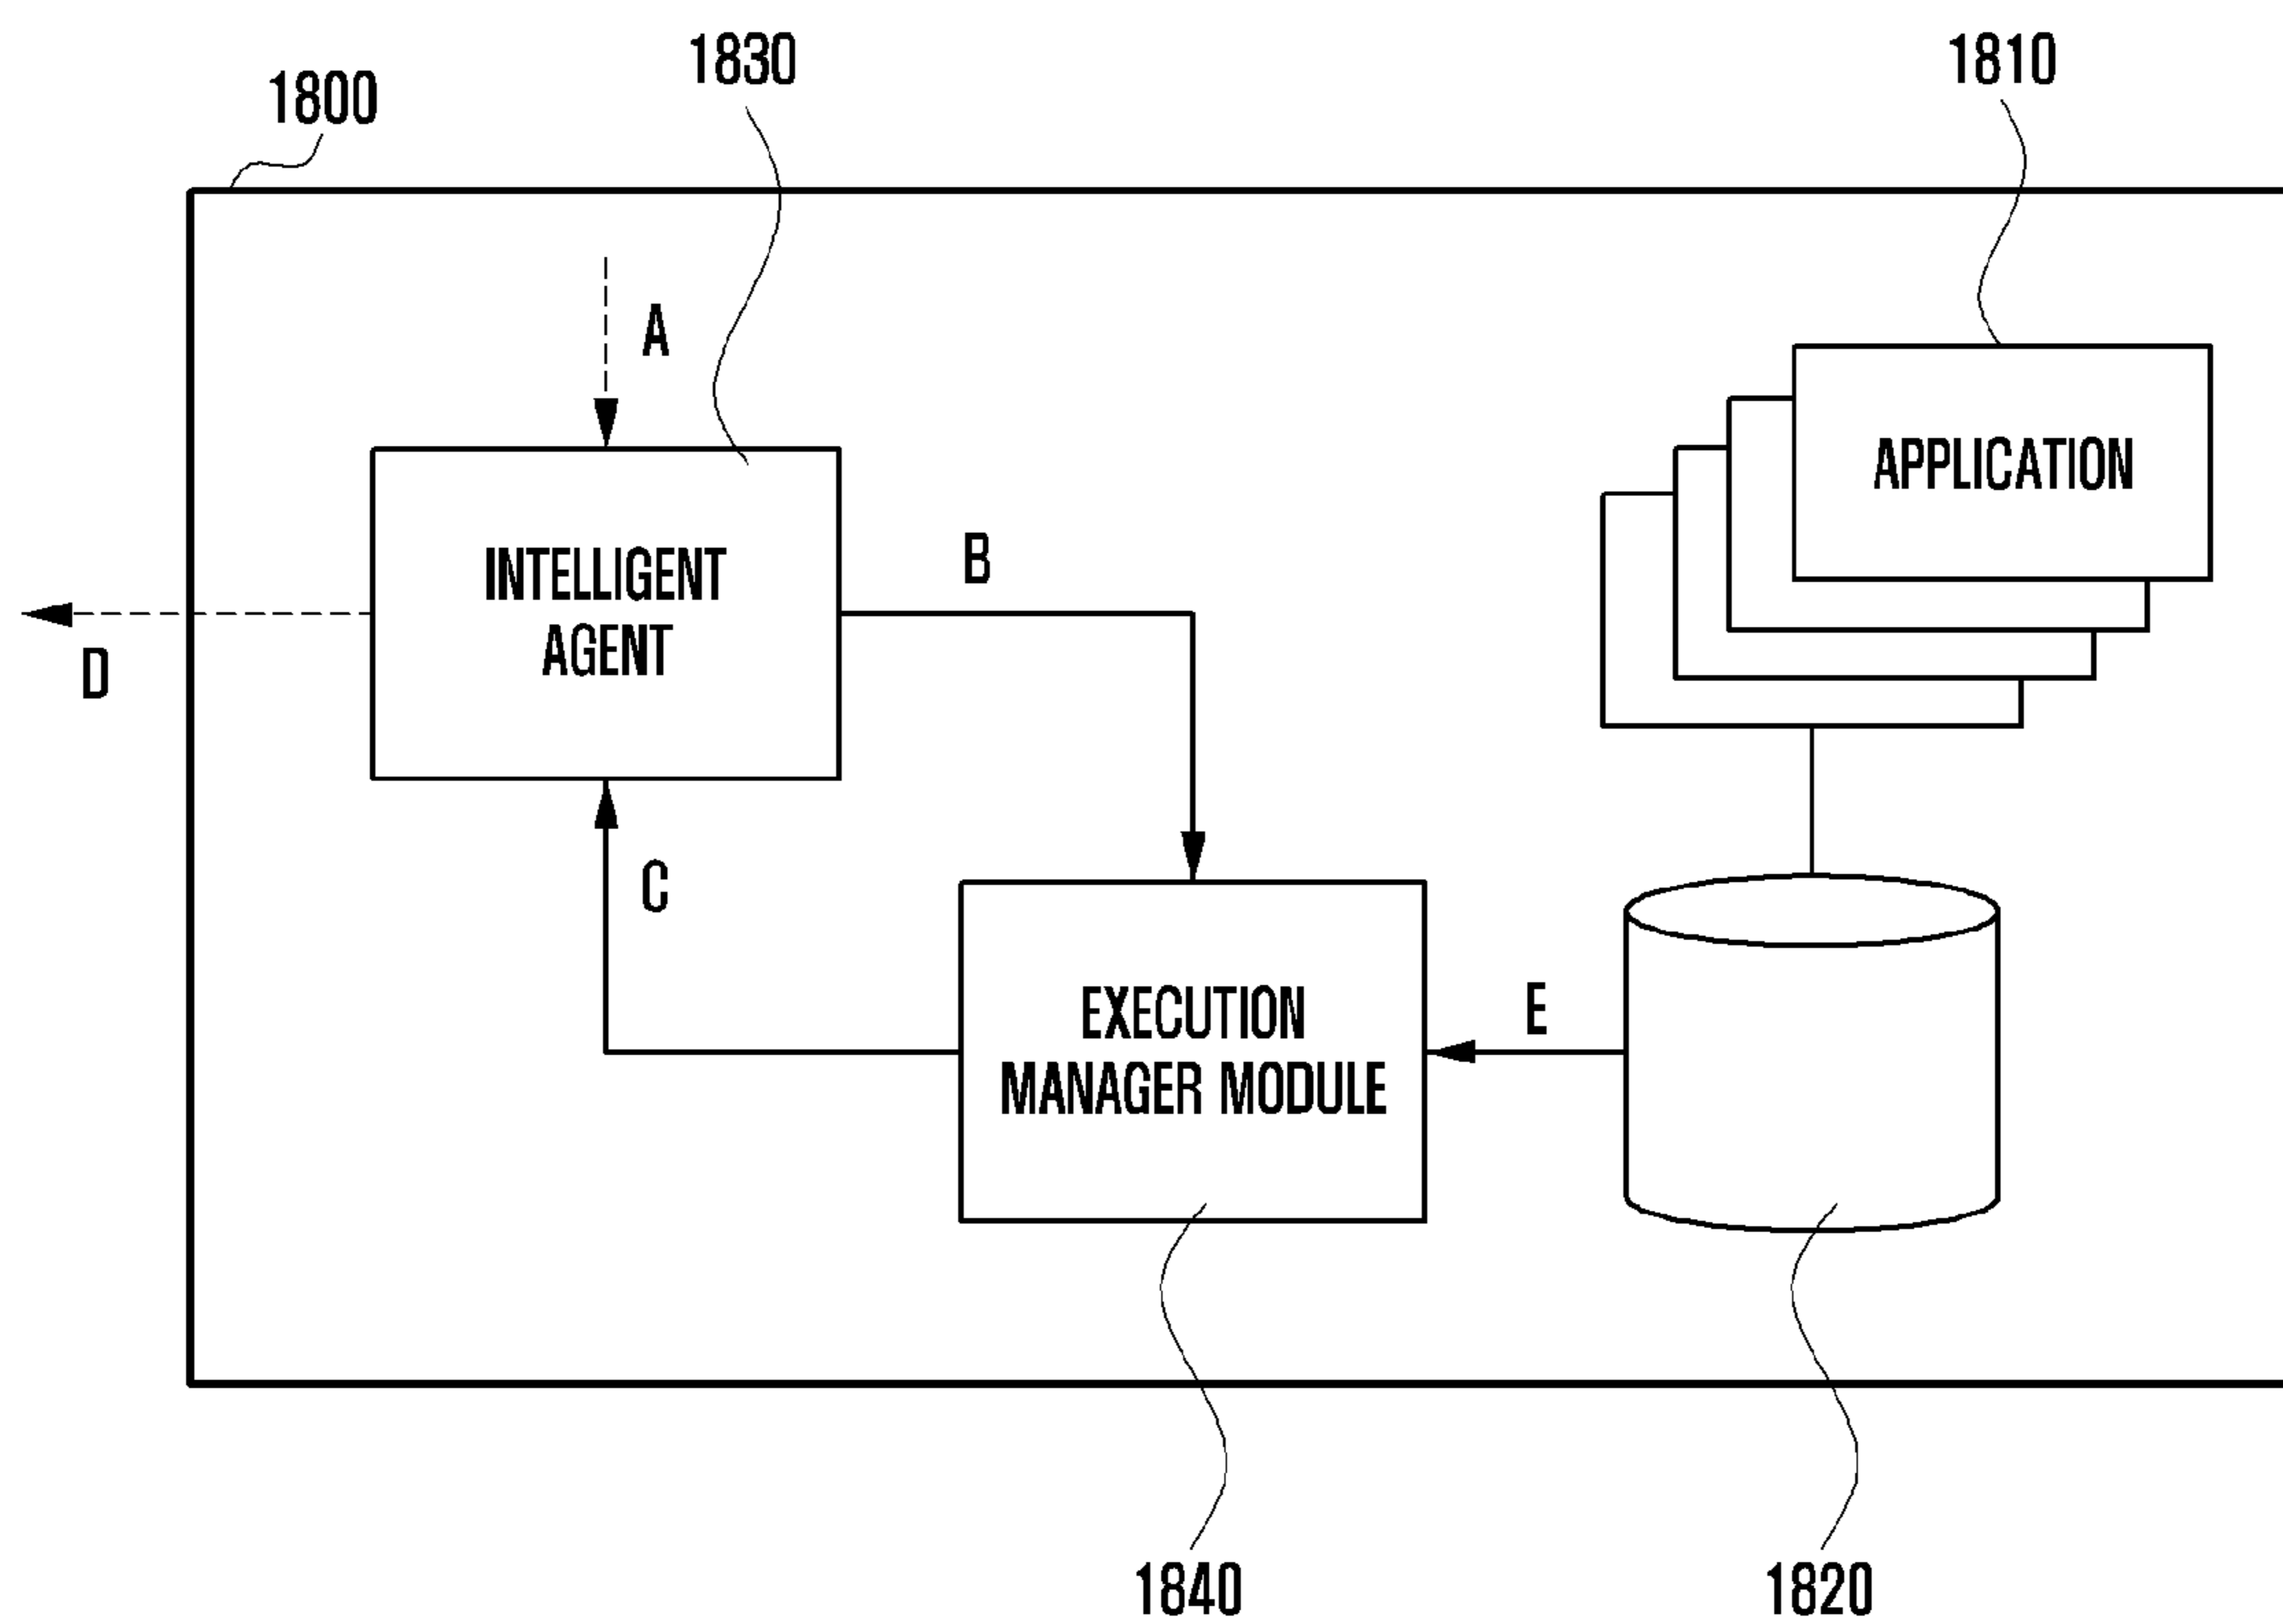 1830
1810
1800
A
APPLICATION
B
INTELLIGENT
AGENT
D
C
E
EXECUTION
MANAGER MODULE
1840
1820